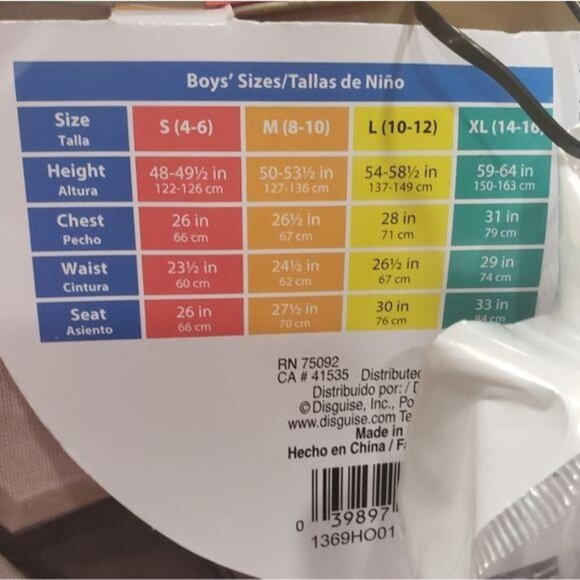 Boys' Sizes/Tallas de Niño
Size S (4-6) M (8-10) L (10-12) XL (14-16)
Talla
Height 48-49½ in 50-53½ in 54-58½ in 59-64 in
Altura 122-126 cm 127-136 cm 137-149 cm 150-163 cm
Chest 26 in 26½ in 28 in 31 in
Pecho 66 cm 67 cm 71 cm 79 cm
Waist 23½ in 24½ in 26½ in 29 in
Cintura 60 cm 62 cm 67 cm 74 cm
Seat 26 in 27½ in 30 in 33 in
Asiento 66 cm 70 cm 76 cm 84 cm
RN 75092
CA # 41535 Distributed
Distribuido por: /
© Disguise, Inc., Po
www.disguise.com Te
Made in
Hecho en China /
0 39897
1369HO01